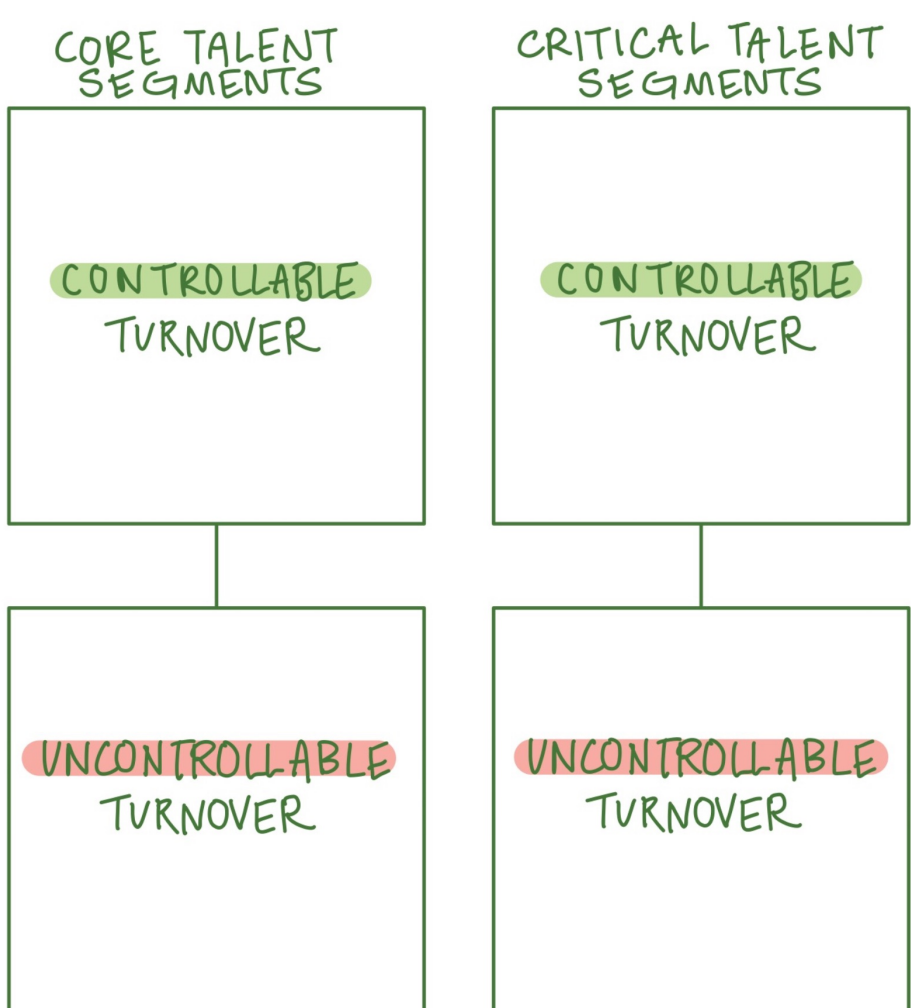 CORE TALENT
SEGMENTS
CONTROLLABLE
TURNOVER
UNCONTROLLABLE
TURNOVER
CRITICAL TALENT
SEGMENTS
CONTROLLABLE
TURNOVER
UNCONTROLLABLE
TURNOVER